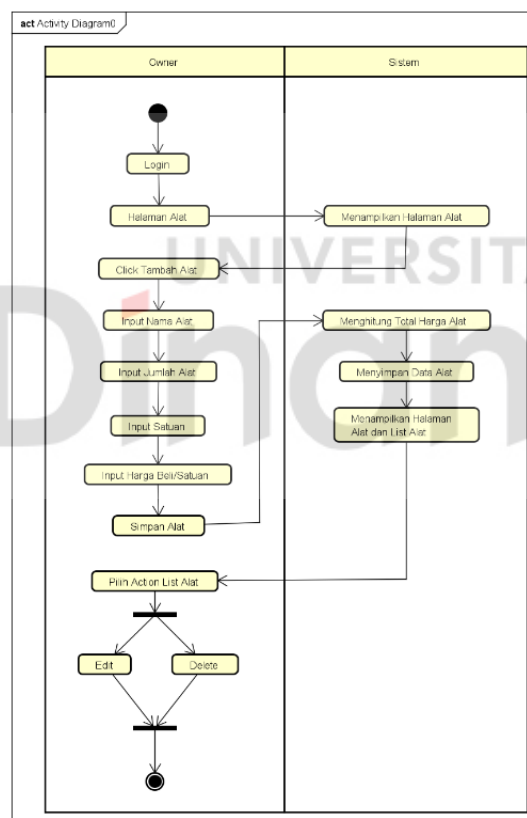 act Activity Diagram0
Owner
Sistem
Login
Halaman Alat
Menampilkan Halaman Alat
UNIVERSITA
Dinam
Click Tambah Alat
Input Nama Alat
Menghitung Total Harga Alat
Input Jumlah Alat
Menyimpan Data Alat
Input Satuan
Menampilkan Halaman
Alat dan List Alat
Input Harga Beli/Satuan
Simpan Alat
Pilih Action List Alat
Edit
Delete